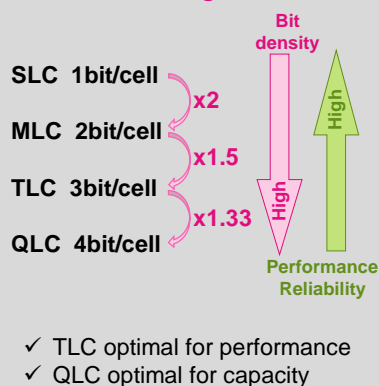 Bit
density
SLC 1bit/cell
x2
MLC 2bit/cell
x1.5
TLC 3bit/cell
x1.33
QLC 4bit/cell
High
High
Performance
Reliability
✓ TLC optimal for performance
✓ QLC optimal for capacity